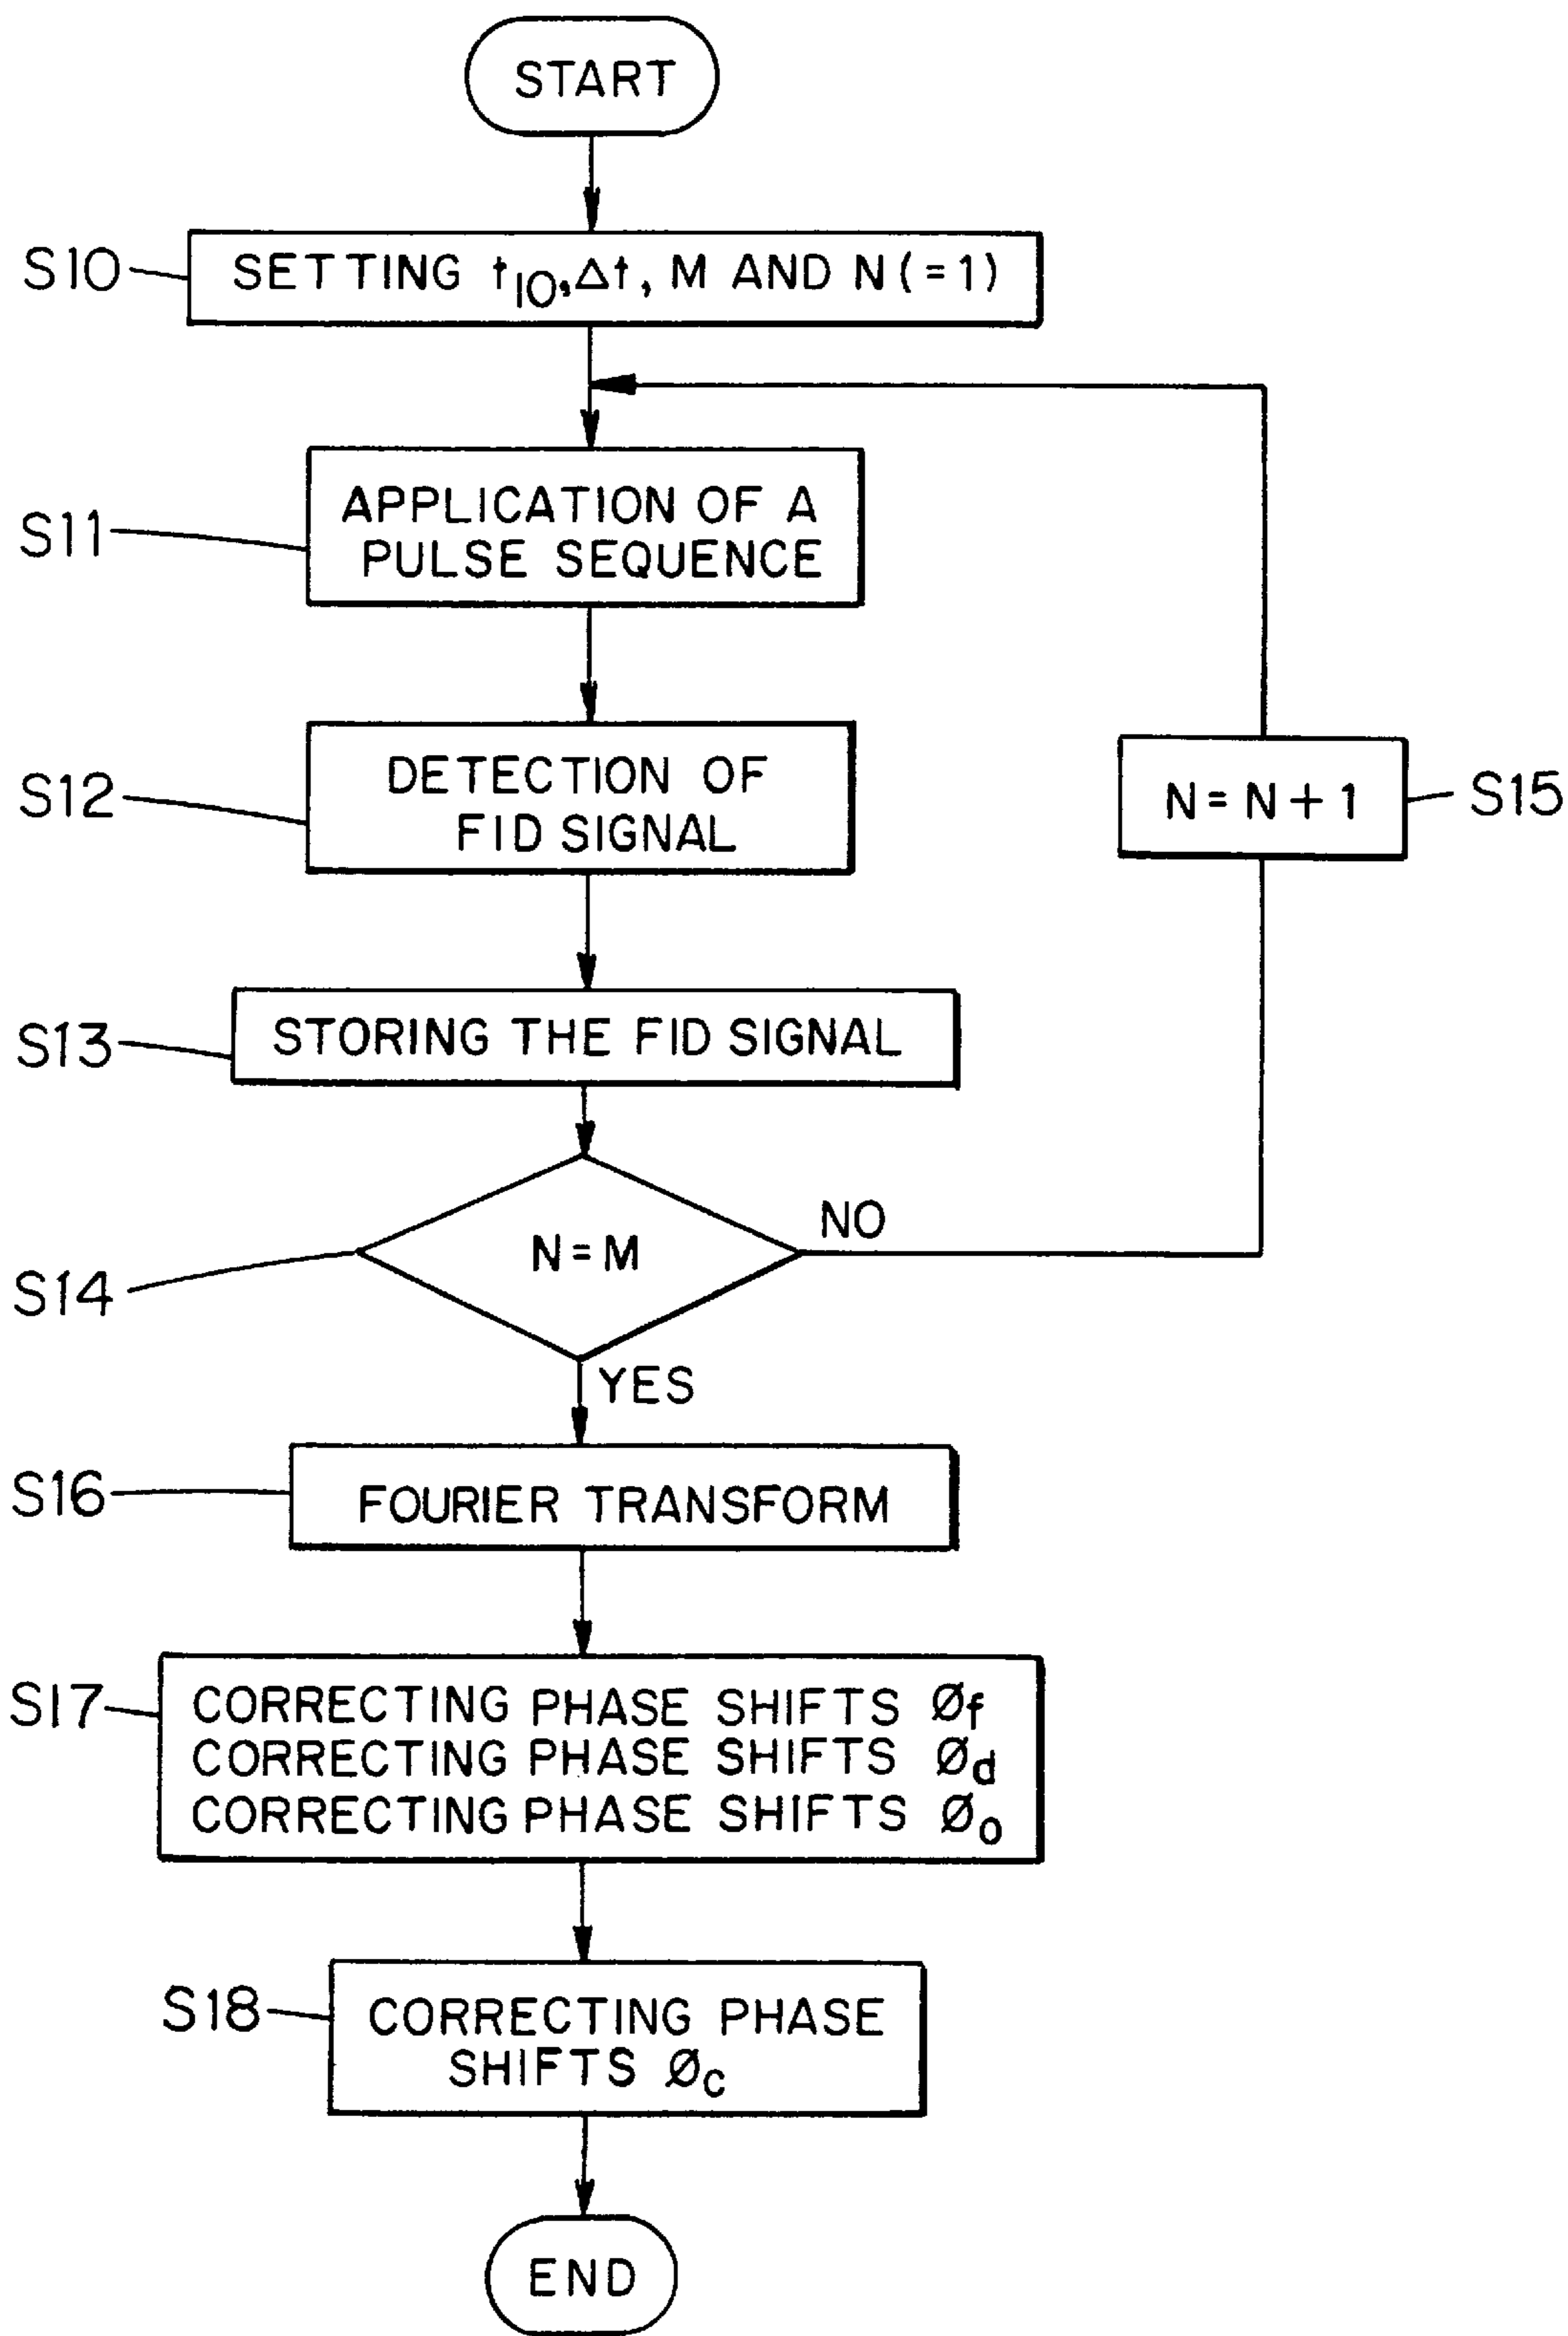 START
S10
SETTING t₁₀,Δt, M AND N (=1)
S11
APPLICATION OF A
PULSE SEQUENCE
S12
DETECTION OF
FID SIGNAL
N = N + 1
S15
S13
STORING THE FID SIGNAL
S14
N = M
NO
YES
S16
FOURIER TRANSFORM
S17
CORRECTING PHASE SHIFTS Øf
CORRECTING PHASE SHIFTS Ød
CORRECTING PHASE SHIFTS Øo
S18
CORRECTING PHASE
SHIFTS Øc
END